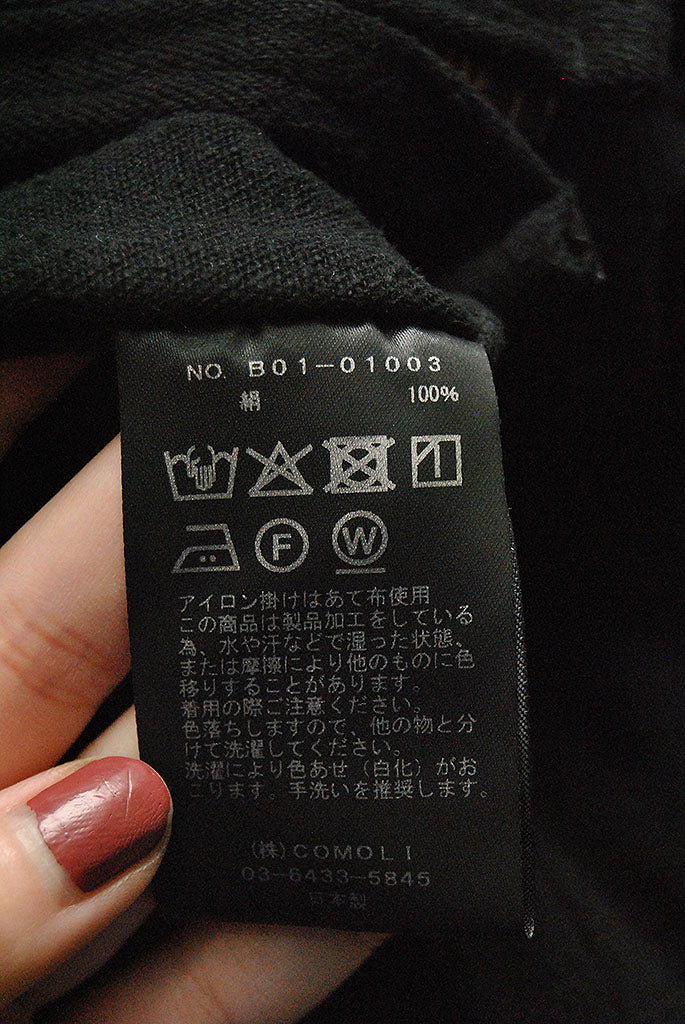 NO. B01-01003
絹 100%
F W
アイロン掛けはあて布使用
この商品は製品加工をしている
為、水や汗などで湿った状態、
または摩擦により他のものに色
移りすることがあります。
着用の際ご注意ください。
色落ちしますので、他の物と分
けて洗濯してください。
洗濯により色あせ（白化）がお
こります。手洗いを推奨します。
(株)COMOLI
03-6433-5845
日本製